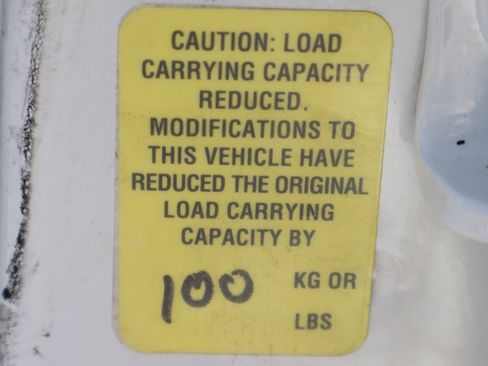 CAUTION: LOAD
CARRYING CAPACITY
REDUCED.
MODIFICATIONS TO
THIS VEHICLE HAVE
REDUCED THE ORIGINAL
LOAD CARRYING
CAPACITY BY
100 KG OR
LBS